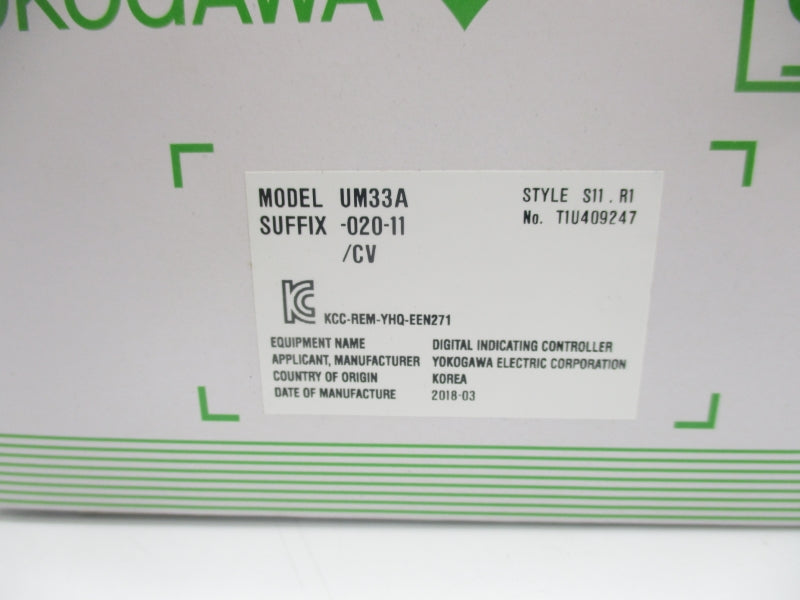 YOKOGAWA
MODEL UM33A
SUFFIX -020-11
/CV
STYLE S11.R1
No. T1U409247
KCC-REM-YHQ-EEN271
EQUIPMENT NAME DIGITAL INDICATING CONTROLLER
APPLICANT, MANUFACTURER YOKOGAWA ELECTRIC CORPORATION
COUNTRY OF ORIGIN KOREA
DATE OF MANUFACTURE 2018-03